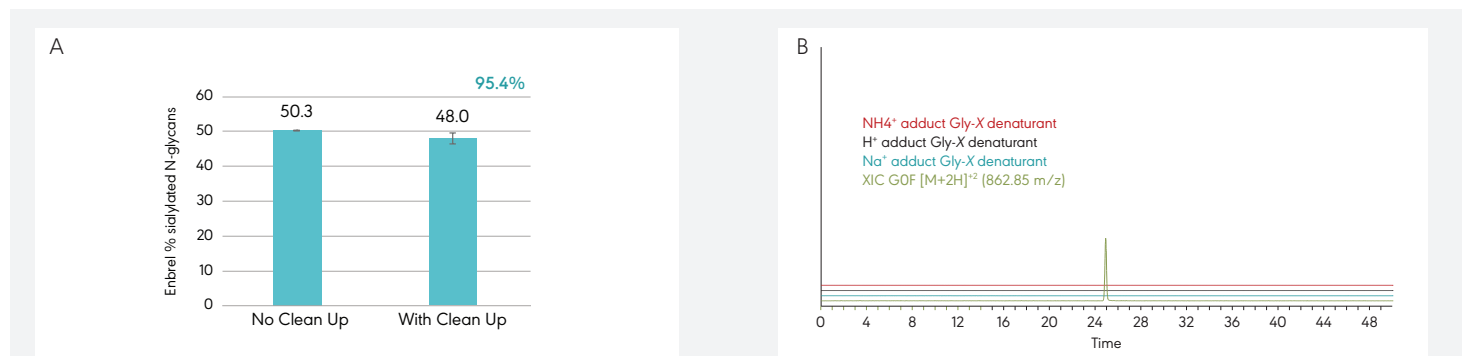 A
95.4%
60
50
40
30
20
10
0
Enbrel % sialylated N-glycans
50.3
48.0
No Clean Up
With Clean Up
B
NH4⁺ adduct Gly-X denaturant
H⁺ adduct Gly-X denaturant
Na⁺ adduct Gly-X denaturant
XIC G0F [M+2H]⁺² (862.85 m/z)
0 4 8 12 16 20 24 28 32 36 40 44 48
Time